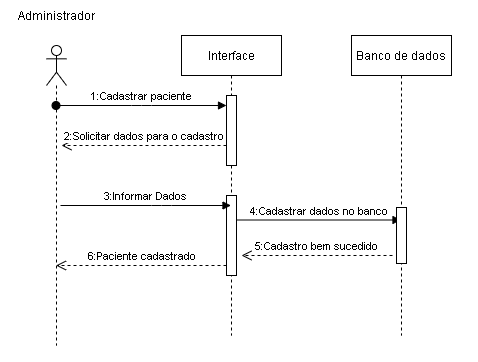 Administrador
Interface
Banco de dados
1:Cadastrar paciente
2:Solicitar dados para o cadastro
3:Informar Dados
4:Cadastrar dados no banco
5:Cadastro bem sucedido
6:Paciente cadastrado